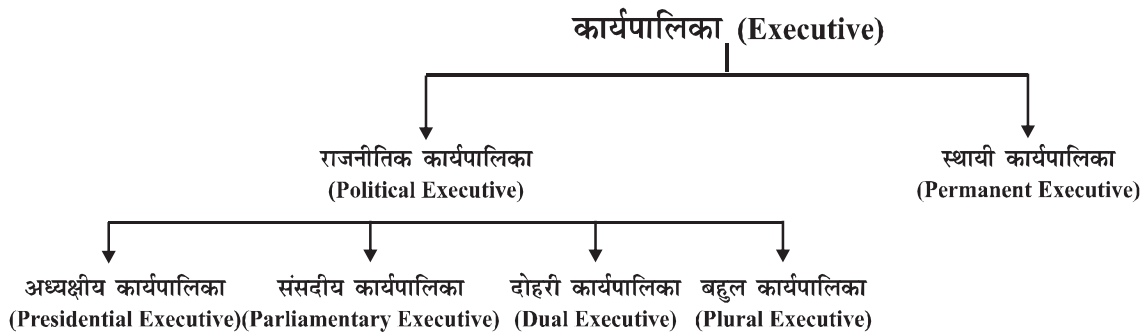 कार्यपालिका (Executive)
राजनीतिक कार्यपालिका
(Political Executive)
स्थायी कार्यपालिका
(Permanent Executive)
अध्यक्षीय कार्यपालिका
(Presidential Executive)
संसदीय कार्यपालिका
(Parliamentary Executive)
दोहरी कार्यपालिका
(Dual Executive)
बहुल कार्यपालिका
(Plural Executive)